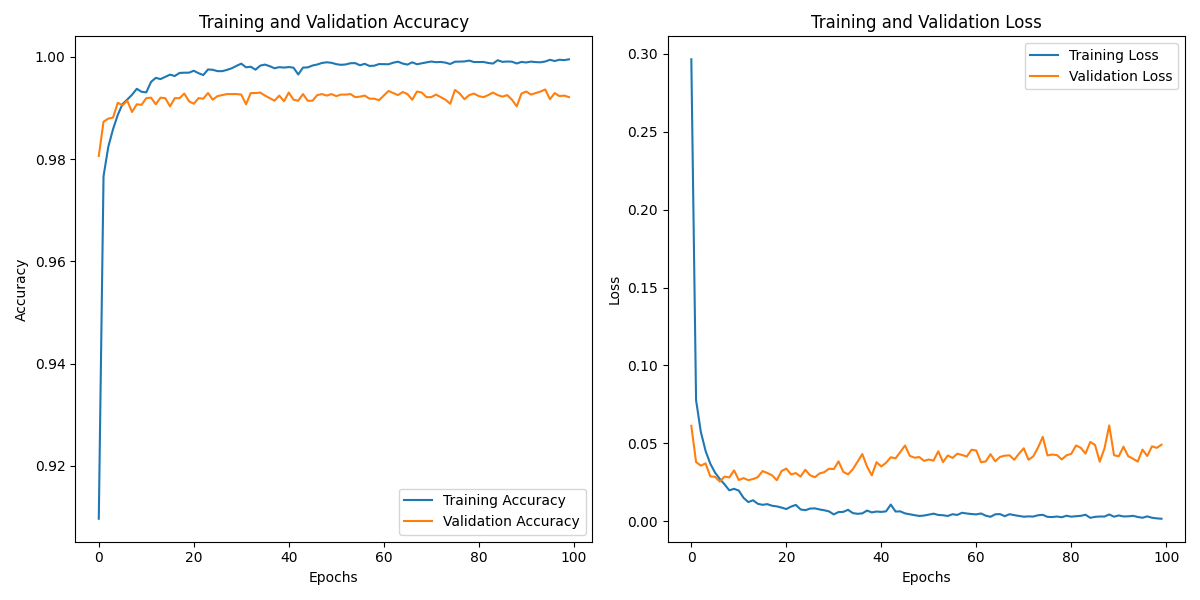 Training and Validation Accuracy
1.00
0.98
0.96
0.94
0.92
Accuracy
0
20
40
60
80
100
Epochs
Training Accuracy
Validation Accuracy
Training and Validation Loss
0.30
0.25
0.20
0.15
0.10
0.05
0.00
Loss
0
20
40
60
80
100
Epochs
Training Loss
Validation Loss